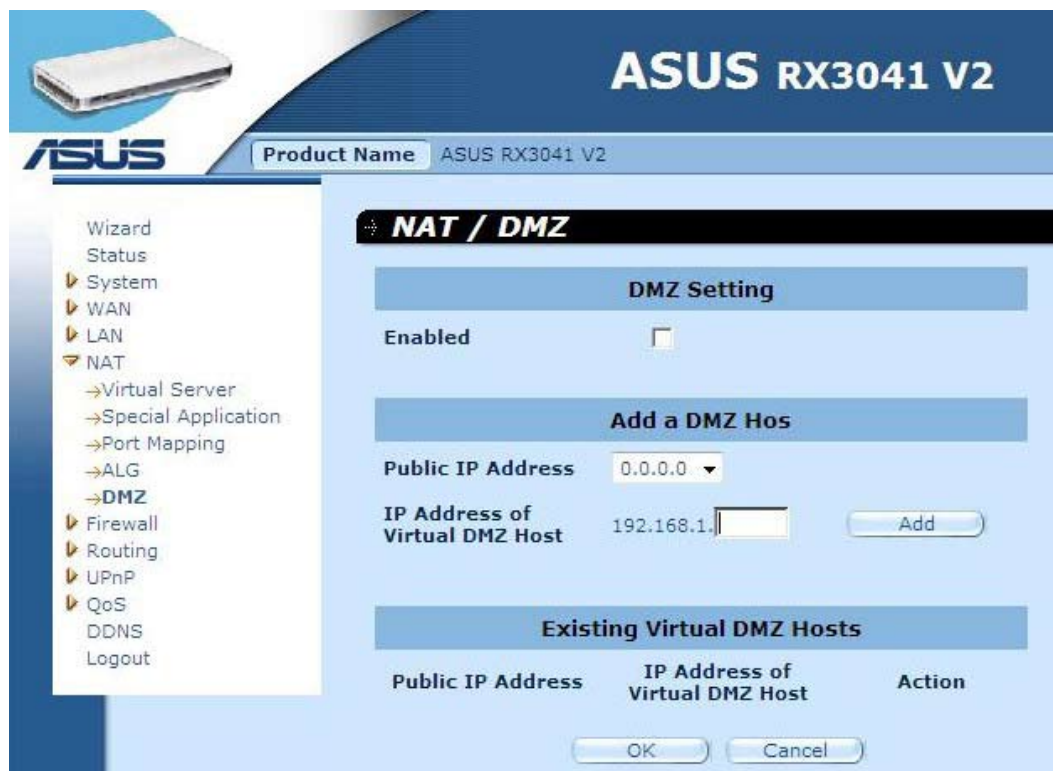 ASUS RX3041 V2
ASUS
Product Name ASUS RX3041 V2
Wizard
Status
System
WAN
LAN
NAT
→Virtual Server
→Special Application
→Port Mapping
→ALG
→DMZ
Firewall
Routing
UPnP
QoS
DDNS
Logout
NAT / DMZ
DMZ Setting
Enabled
Add a DMZ Hos
Public IP Address 0.0.0.0
IP Address of
Virtual DMZ Host 192.168.1. Add
Existing Virtual DMZ Hosts
Public IP Address IP Address of Virtual DMZ Host Action
OK Cancel